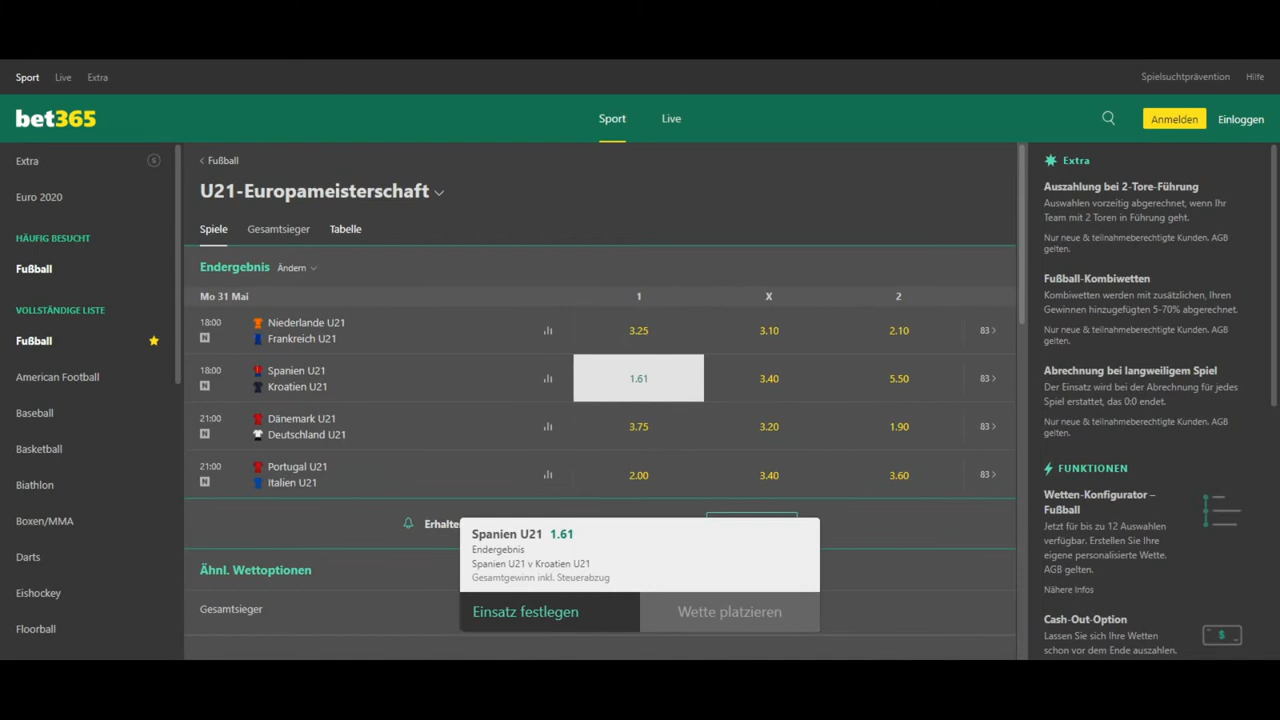 Sport Live Extra
Spielsuchtprävention Hilfe
bet365
Sport Live
Anmelden Einloggen
Extra
Euro 2020
HÄUFIG BESUCHT
Fußball
VOLLSTÄNDIGE LISTE
Fußball
American Football
Baseball
Basketball
Biathlon
Boxen/MMA
Darts
Eishockey
Floorball
Fußball
U21-Europameisterschaft
Spiele Gesamtsieger Tabelle
Endergebnis Ändern
Mo 31 Mai 1 X 2
18:00 Niederlande U21 3.25 3.10 2.10 83
N Frankreich U21
18:00 Spanien U21 1.61 3.40 5.50 83
N Kroatien U21
21:00 Dänemark U21 3.75 3.20 1.90 83
N Deutschland U21
21:00 Portugal U21 2.00 3.40 3.60 83
N Italien U21
Erhalte
Spanien U21 1.61
Endergebnis
Spanien U21 v Kroatien U21
Gesamtgewinn inkl. Steuerabzug
Einsatz festlegen Wette platzieren
Ähnl. Wettoptionen
Gesamtsieger
Extra
Auszahlung bei 2-Tore-Führung
Auswahlen vorzeitig abgerechnet, wenn Ihr
Team mit 2 Toren in Führung geht.
Nur neue & teilnahmeberechtigte Kunden. AGB
gelten.
Fußball-Kombiwetten
Kombiwetten werden mit zusätzlichen, Ihren
Gewinnen hinzugefügten 5-70% abgerechnet.
Nur neue & teilnahmeberechtigte Kunden. AGB
gelten.
Abrechnung bei langweiligem Spiel
Der Einsatz wird bei der Abrechnung für jedes
Spiel erstattet, das 0:0 endet.
Nur neue & teilnahmeberechtigte Kunden. AGB
gelten.
FUNKTIONEN
Wetten-Konfigurator –
Fußball
Jetzt für bis zu 12 Auswahlen
verfügbar. Erstellen Sie Ihre
eigene personalisierte Wette.
AGB gelten.
Nähere Infos
Cash-Out-Option
Lassen Sie sich Ihre Wetten
schon vor dem Ende auszahlen.